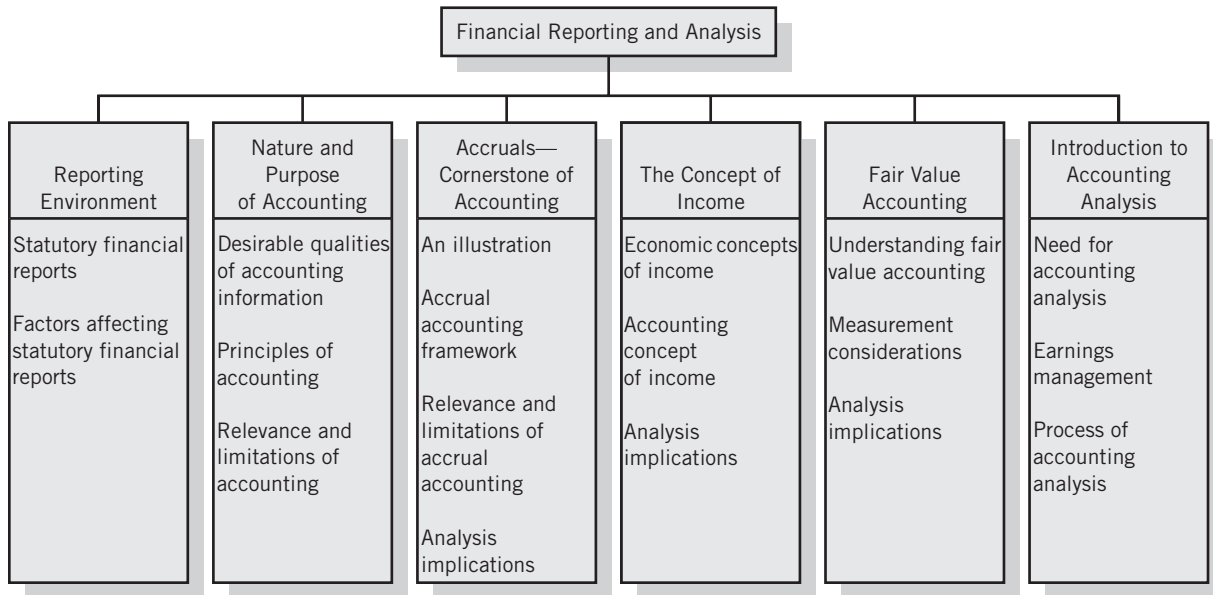 Financial Reporting and Analysis
Reporting
Environment
Statutory financial
reports
Factors affecting
statutory financial
reports
Nature and
Purpose
of Accounting
Desirable qualities
of accounting
information
Principles of
accounting
Relevance and
limitations of
accounting
Accruals—
Cornerstone of
Accounting
An illustration
Accrual
accounting
framework
Relevance and
limitations of
accrual
accounting
Analysis
implications
The Concept of
Income
Economic concepts
of income
Accounting
concept
of income
Analysis
implications
Fair Value
Accounting
Understanding fair
value accounting
Measurement
considerations
Analysis
implications
Introduction to
Accounting
Analysis
Need for
accounting
analysis
Earnings
management
Process of
accounting
analysis